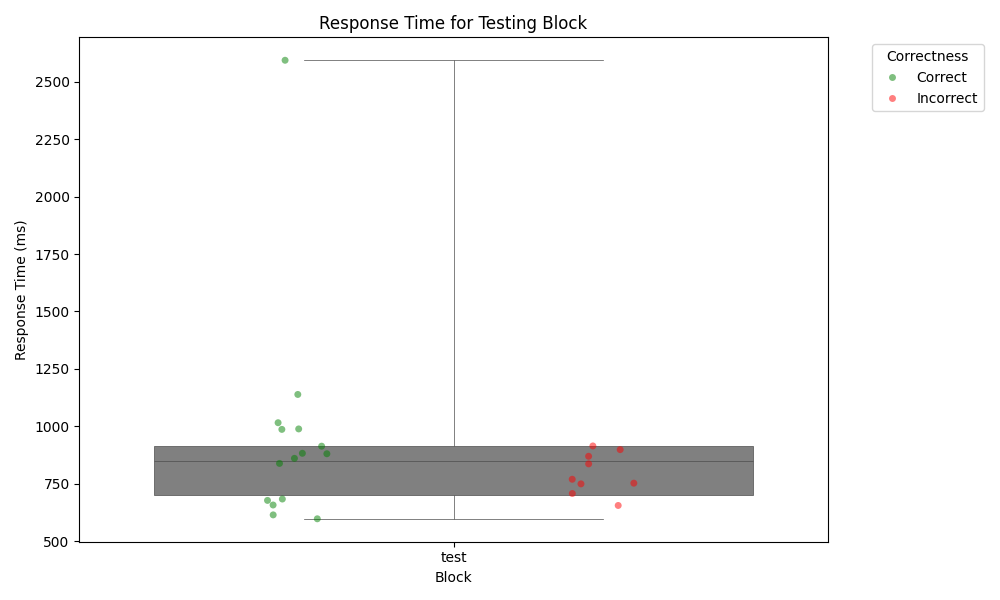 Response Time for Testing Block
Correctness
Correct
Incorrect
Response Time (ms)
2500
2250
2000
1750
1500
1250
1000
750
500
test
Block